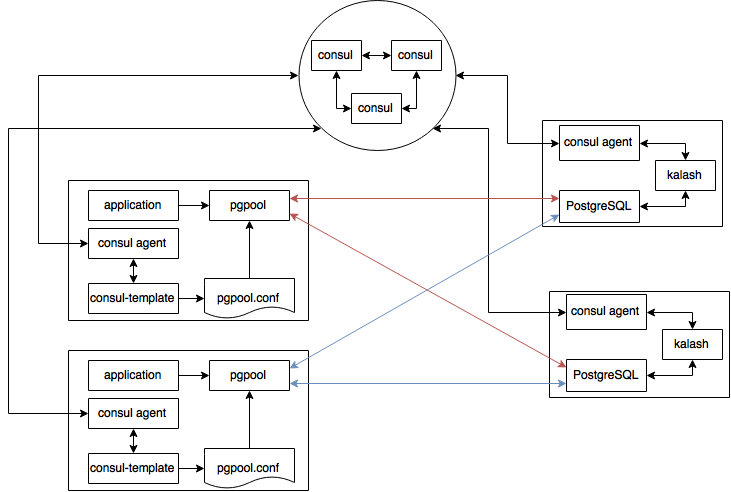 consul
consul
consul
consul agent
kalash
PostgreSQL
application
pgpool
consul agent
consul-template
pgpool.conf
consul agent
kalash
PostgreSQL
application
pgpool
consul agent
consul-template
pgpool.conf